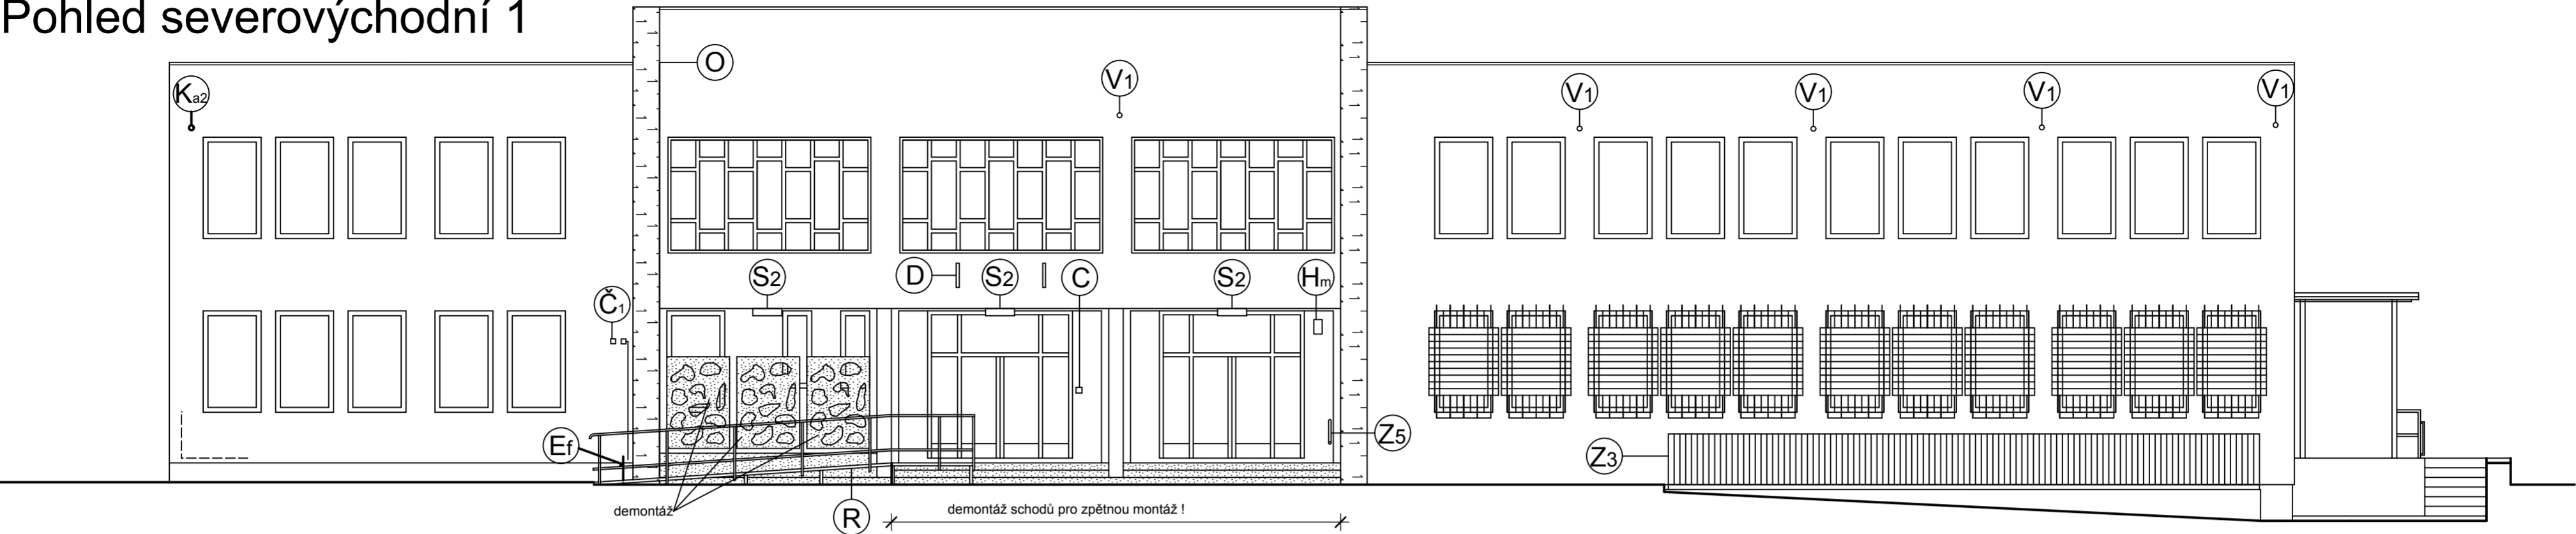 Pohled severovýchodní 1
O
V1
Ka2
V1
V1
V1
V1
D
S2
S2
C
S2
Hm
Č1
Ef
Z5
Z3
demontáž
R
demontáž schodů pro zpětnou montáž !